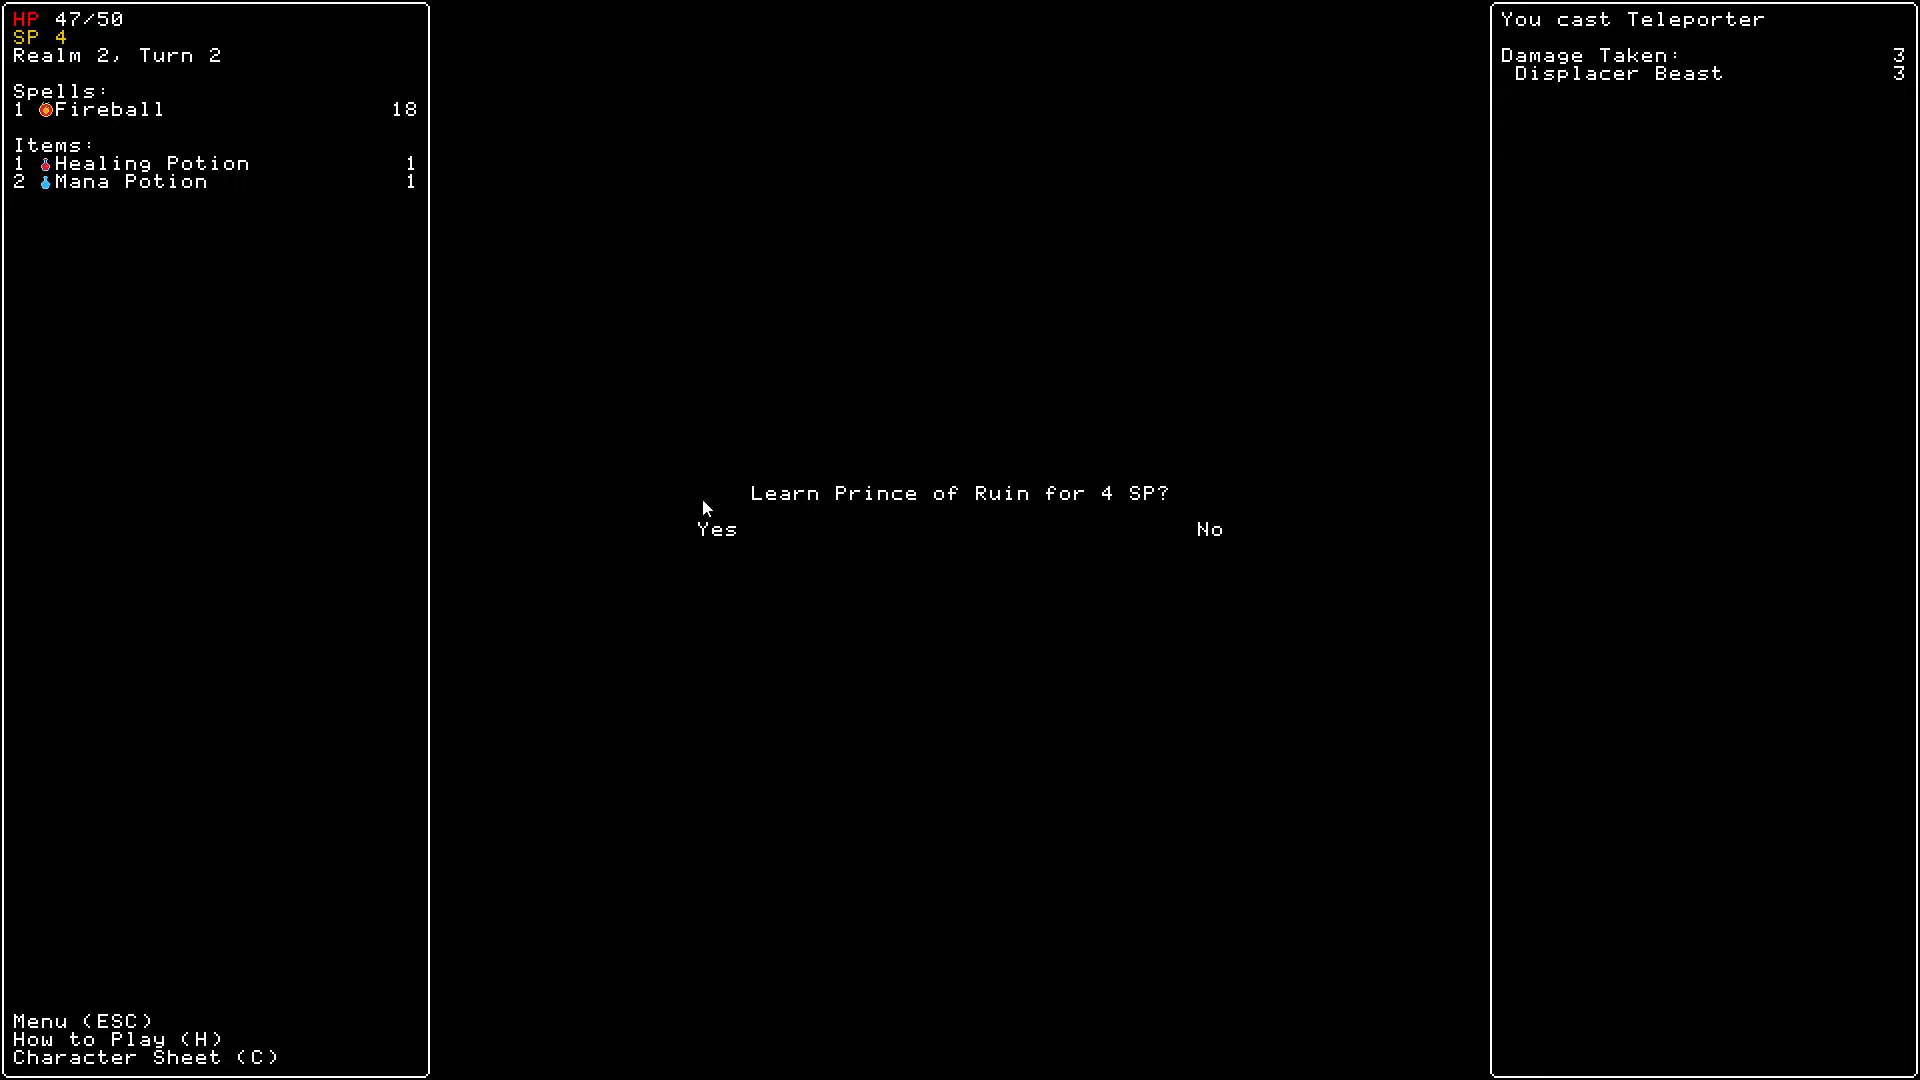 HP 47/50
SP 4
Realm 2, Turn 2
Spells:
1 Fireball 18
Items:
1 Healing Potion 1
2 Mana Potion 1
Menu (ESC)
How to Play (H)
Character Sheet (C)
Learn Prince of Ruin for 4 SP?
Yes No
You cast Teleporter
Damage Taken: 3
Displacer Beast 3